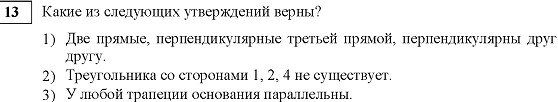 13 Какие из следующих утверждений верны?
1) Две прямые, перпендикулярные третьей прямой, перпендикулярны друг
другу.
2) Треугольника со сторонами 1, 2, 4 не существует.
3) У любой трапеции основания параллельны.